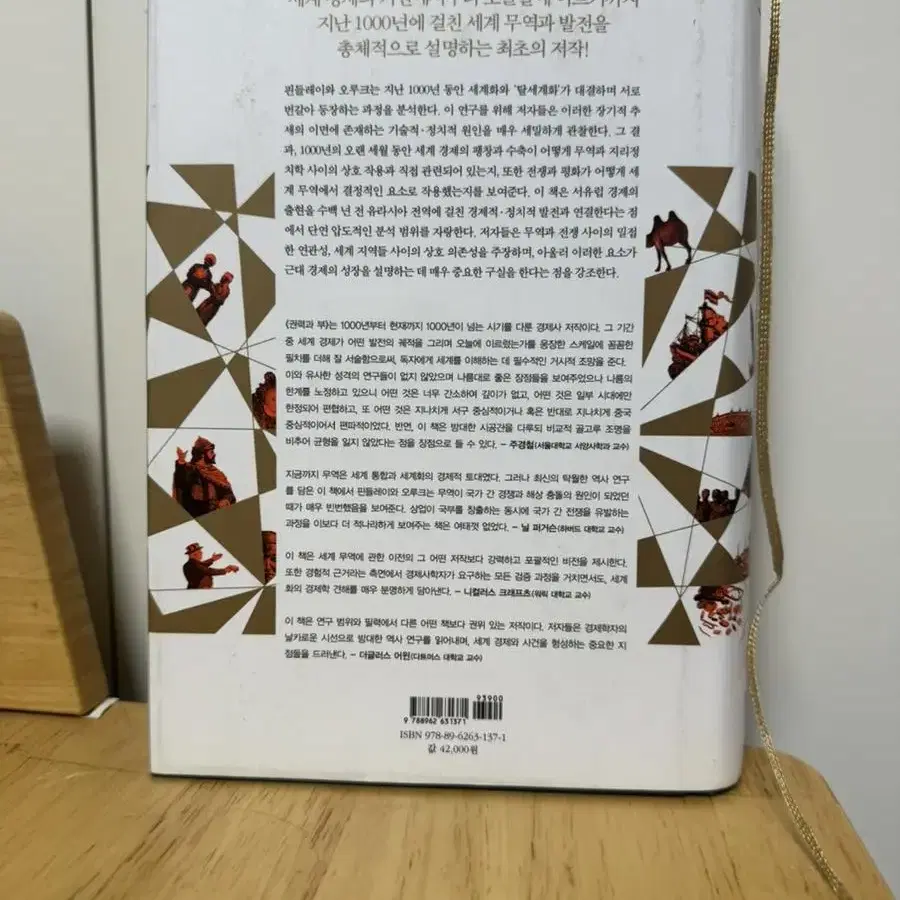 지난 1000년에 걸친 세계 무역과 발전을
총체적으로 설명하는 최초의 저작!
핀들레이와 오루크는 지난 1000년 동안 세계화와 '탈세계화'가 대결하며 서로
번갈아 등장하는 과정을 분석한다. 이 연구를 위해 저자들은 이러한 장기적 추
세의 이면에 존재하는 기술적·정치적 원인을 매우 세밀하게 관찰한다. 그 결
과, 1000년의 오랜 세월 동안 세계 경제의 팽창과 수축이 어떻게 무역과 지리정
치학 사이의 상호 작용과 직접 관련되어 있는지, 또한 전쟁과 평화가 어떻게 세
계 무역에서 결정적인 요소로 작용했는지를 보여준다. 이 책은 서유럽 경제의
출현을 수백 년 전 유라시아 전역에 걸친 경제적·정치적 발전과 연결한다는 점
에서 단연 압도적인 분석 범위를 자랑한다. 저자들은 무역과 전쟁 사이의 밀접
한 연관성, 세계 지역들 사이의 상호 의존성을 주장하며, 아울러 이러한 요소가
근대 경제의 성장을 설명하는 데 매우 중요한 구실을 한다는 점을 강조한다.
《권력과 부》는 1000년부터 현재까지 1000년이 넘는 시기를 다룬 경제사 저작이다. 그 기간
중 세계 경제가 어떤 발전의 궤적을 그리며 오늘에 이르렀는가를 웅장한 스케일에 꼼꼼한
필치를 더해 잘 서술함으로써, 독자에게 세계를 이해하는 데 필수적인 거시적 조망을 준다.
이와 유사한 성격의 연구들이 없지 않았으며 나름대로 좋은 장점들을 보여주었으나 나름의
한계를 노정하고 있으니 어떤 것은 너무 간소하여 깊이가 없고, 어떤 것은 일부 시대에만
한정되어 편협하고, 또 어떤 것은 지나치게 서구 중심적이거나 혹은 반대로 지나치게 중국
중심적이어서 편파적이었다. 반면, 이 책은 방대한 시공간을 다루되 비교적 골고루 조명을
비추어 균형을 잃지 않았다는 점을 장점으로 들 수 있다. - 주경철(서울대학교 서양사학과 교수)
지금까지 무역은 세계 통합과 세계화의 경제적 토대였다. 그러나 최신의 탁월한 역사 연구
를 담은 이 책에서 핀들레이와 오루크는 무역이 국가 간 경쟁과 해상 충돌의 원인이 되었던
때가 매우 빈번했음을 보여준다. 상업이 국부를 창출하는 동시에 국가 간 전쟁을 유발하는
과정을 이보다 더 적나라하게 보여주는 책은 여태껏 없었다. - 닐 퍼거슨(하버드 대학교 교수)
이 책은 세계 무역에 관한 이전의 그 어떤 저작보다 강력하고 포괄적인 비전을 제시한다.
또한 경험적 근거라는 측면에서 경제사학자가 요구하는 모든 검증 과정을 거치면서도, 세계
화의 경제학 견해를 매우 분명하게 담아낸다. - 니컬러스 크래프츠(워릭 대학교 교수)
이 책은 연구 범위와 필력에서 다른 어떤 책보다 권위 있는 저작이다. 저자들은 경제학자의
날카로운 시선으로 방대한 역사 연구를 읽어내며, 세계 경제와 사건을 형성하는 중요한 지
점들을 드러낸다. - 더글러스 어윈(다트머스 대학교 교수)
93900
9 788962 631371
ISBN 978-89-6263-137-1
값 42,000원